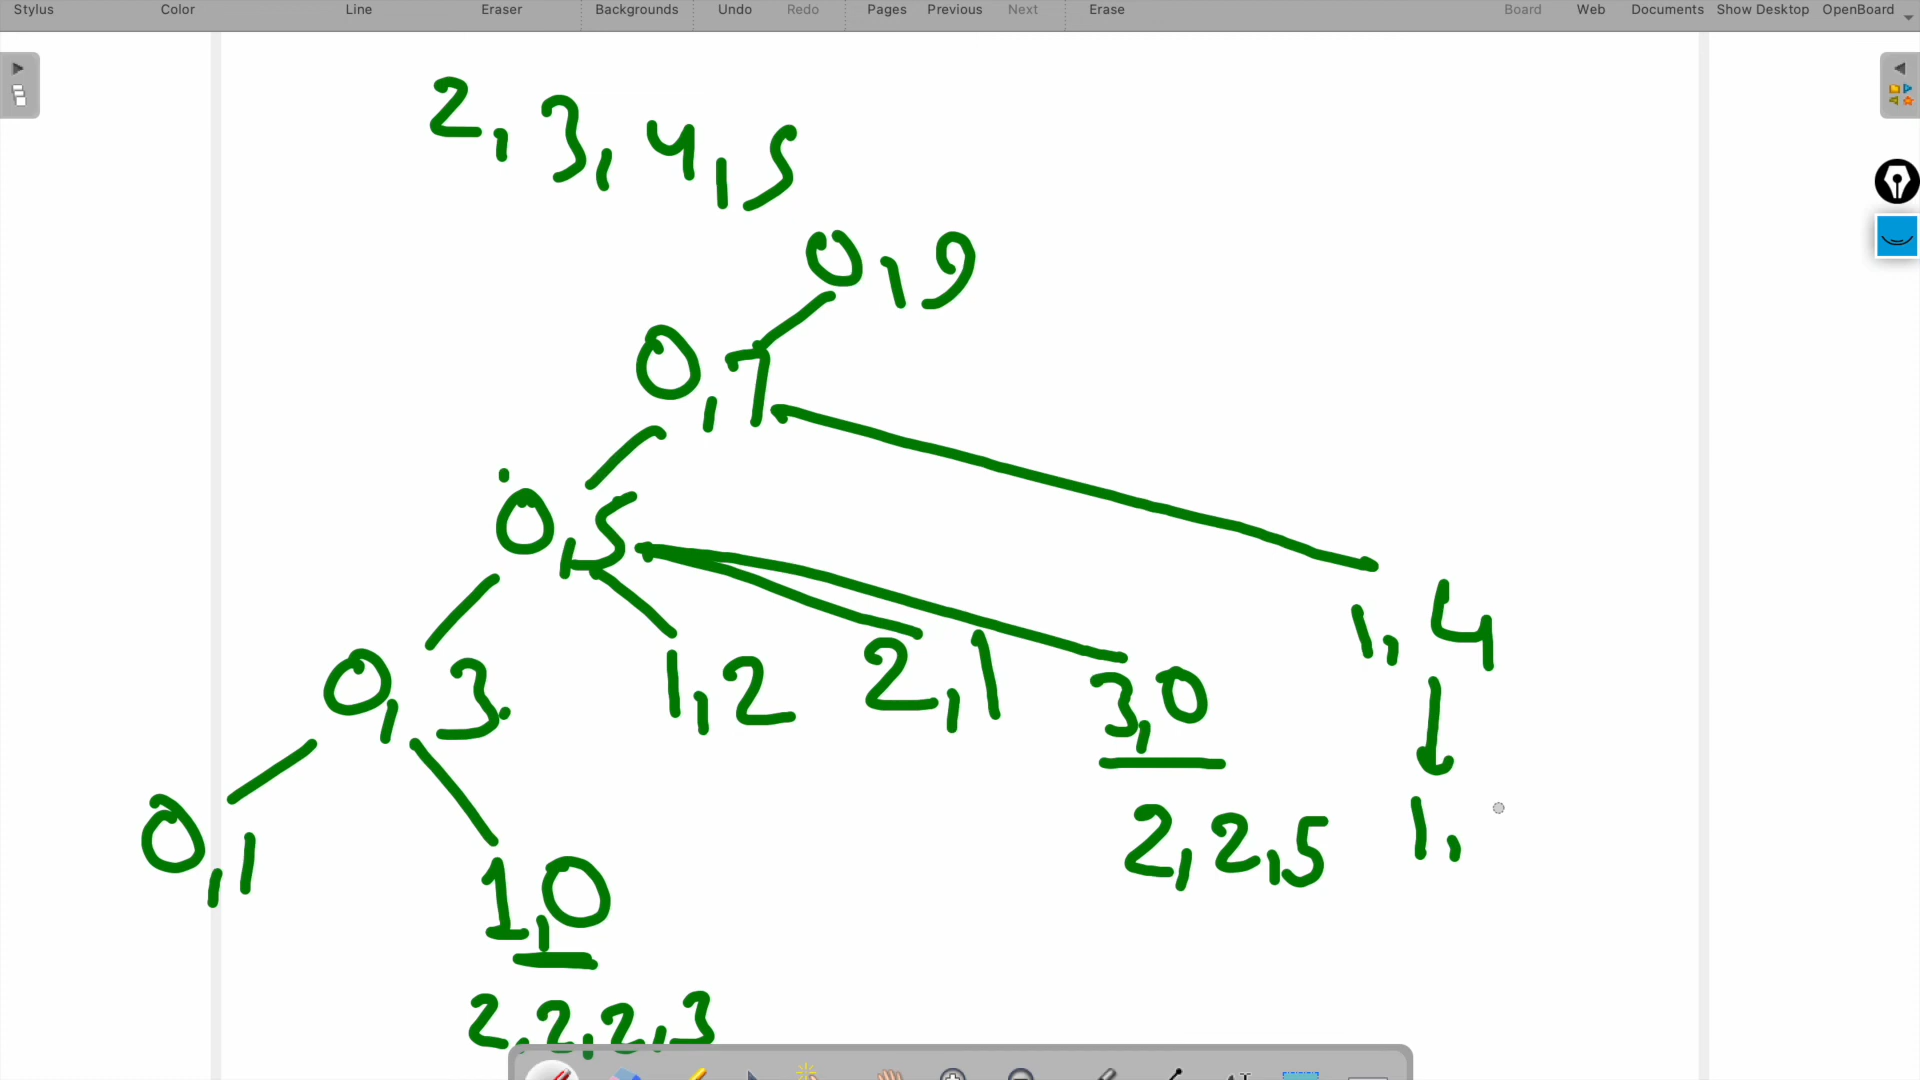 Stylus Color Line Eraser Backgrounds Undo Redo Pages Previous Next Erase Board Web Documents Show Desktop OpenBoard
2, 3, 4, 5
0, 9
0, 7
0, 5
0, 3 1, 2 2, 1 3, 0 1, 4
0, 1 1, 0 2, 2, 5 1,
2, 2, 2, 3